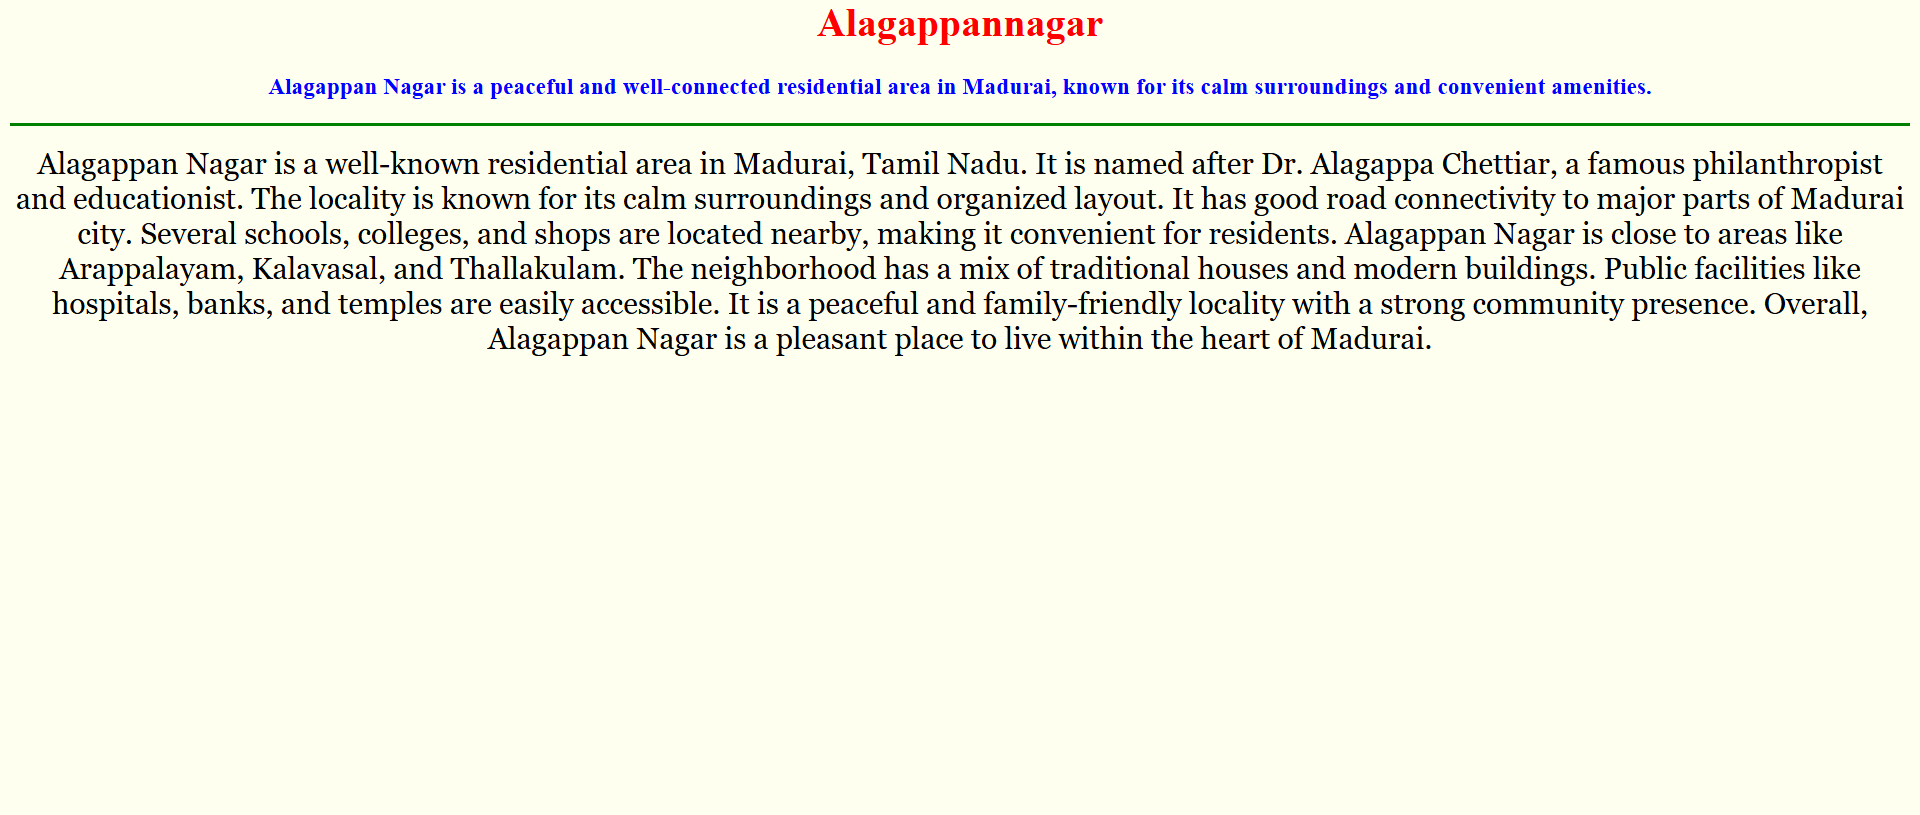 Alagappannagar
Alagappan Nagar is a peaceful and well-connected residential area in Madurai, known for its calm surroundings and convenient amenities.
Alagappan Nagar is a well-known residential area in Madurai, Tamil Nadu. It is named after Dr. Alagappa Chettiar, a famous philanthropist
and educationist. The locality is known for its calm surroundings and organized layout. It has good road connectivity to major parts of Madurai
city. Several schools, colleges, and shops are located nearby, making it convenient for residents. Alagappan Nagar is close to areas like
Arappalayam, Kalavasal, and Thallakulam. The neighborhood has a mix of traditional houses and modern buildings. Public facilities like
hospitals, banks, and temples are easily accessible. It is a peaceful and family-friendly locality with a strong community presence. Overall,
Alagappan Nagar is a pleasant place to live within the heart of Madurai.